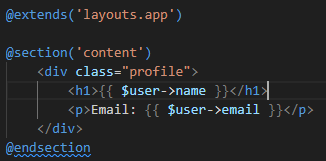 @extends('layouts.app')

@section('content')
    <div class="profile">
        <h1>{{ $user->name }}</h1>
        <p>Email: {{ $user->email }}</p>
    </div>
@endsection